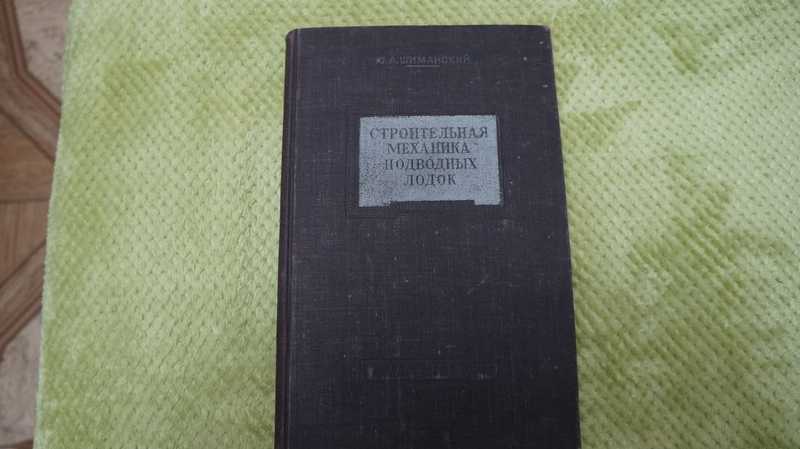 Ю.А.ШИМАНСКИЙ
СТРОИТЕЛЬНАЯ
МЕХАНИКА
ПОДВОДНЫХ
ЛОДОК